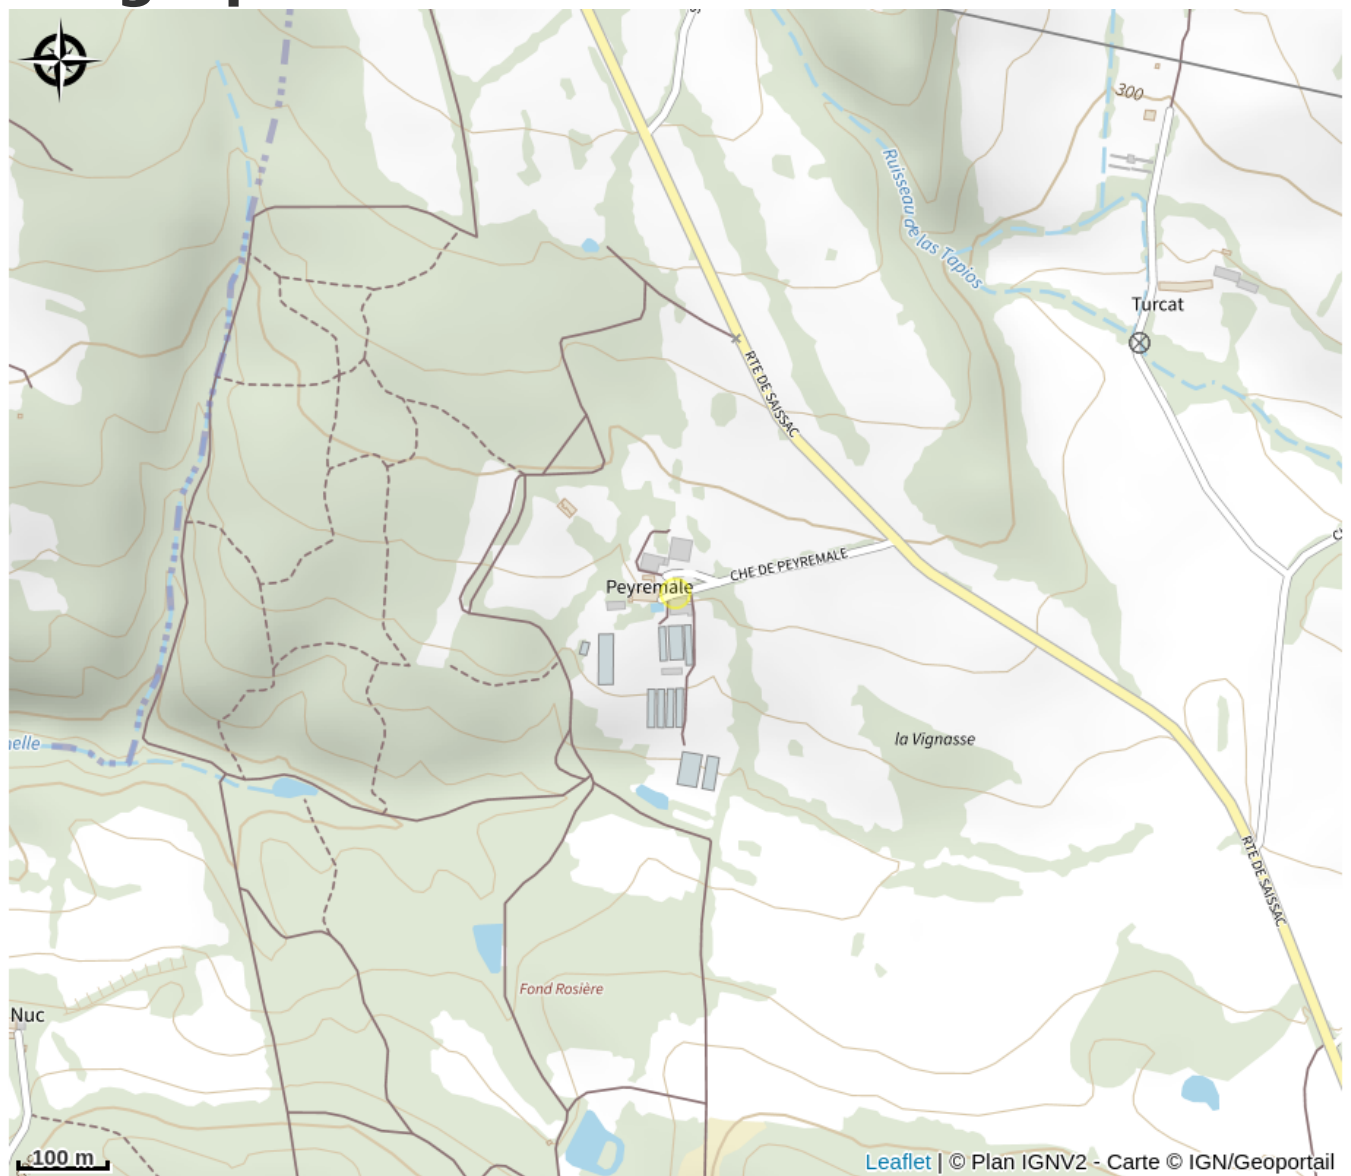 300
Ruisseau de las Tapios
Turcat
RTE DE SAISSAC
CHE DE PEYREMALE
Peyremale
la Vignasse
nelle
RTE DE SAISSAC
Fond Rosière
Nuc
100 m
Leaflet | © Plan IGNV2 - Carte © IGN/Geoportail